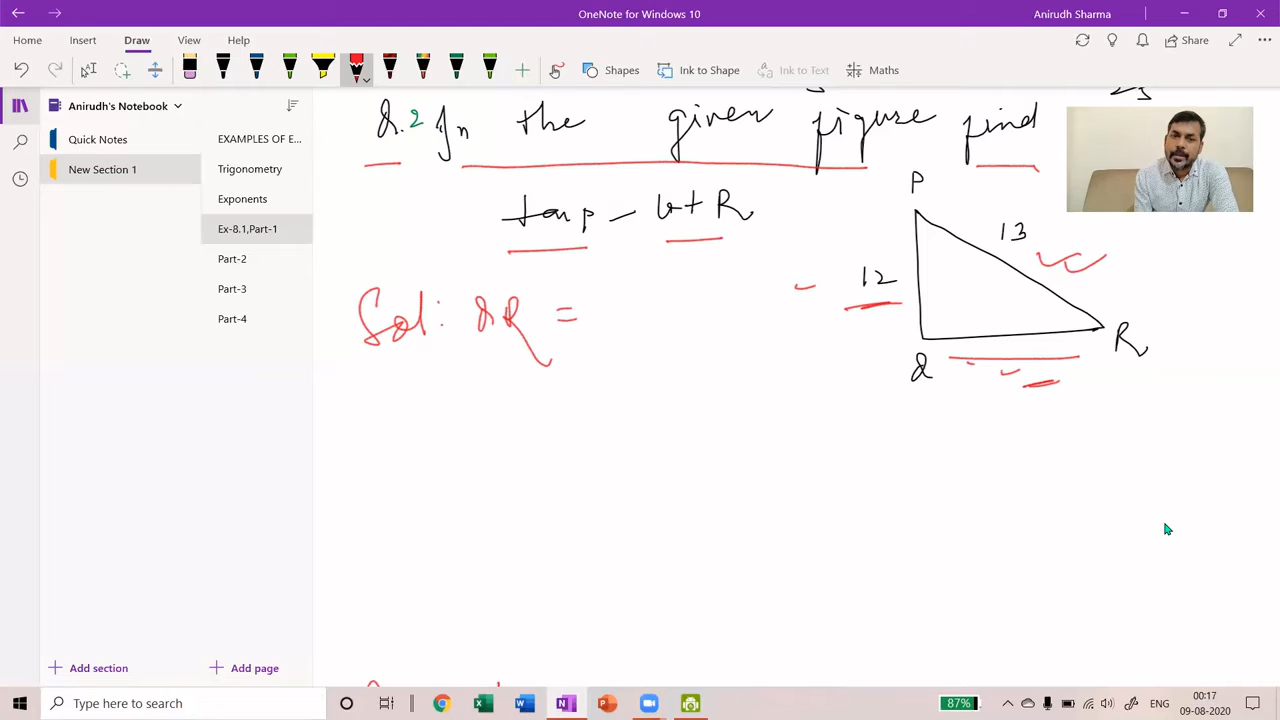 OneNote for Windows 10
Anirudh Sharma
Home Insert Draw View Help
Share
Shapes Ink to Shape Ink to Text Maths
Anirudh's Notebook
Quick Notes
New Section 1
EXAMPLES OF E...
Trigonometry
Exponents
Ex-8.1,Part-1
Part-2
Part-3
Part-4
Q.2 In the given figure find
tan P - cot R
P
13
12
Q
R
Sol: QR =
Add section
Add page
Type here to search
87%
ENG
00:17
09-08-2020